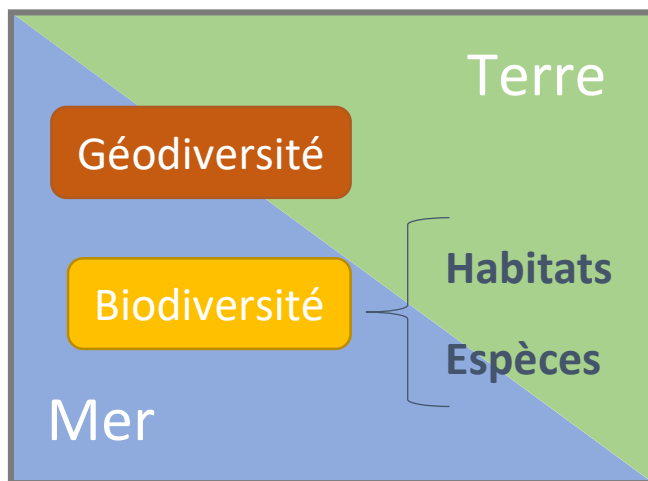 Terre
Géodiversité
Habitats
Biodiversité
Espèces
Mer